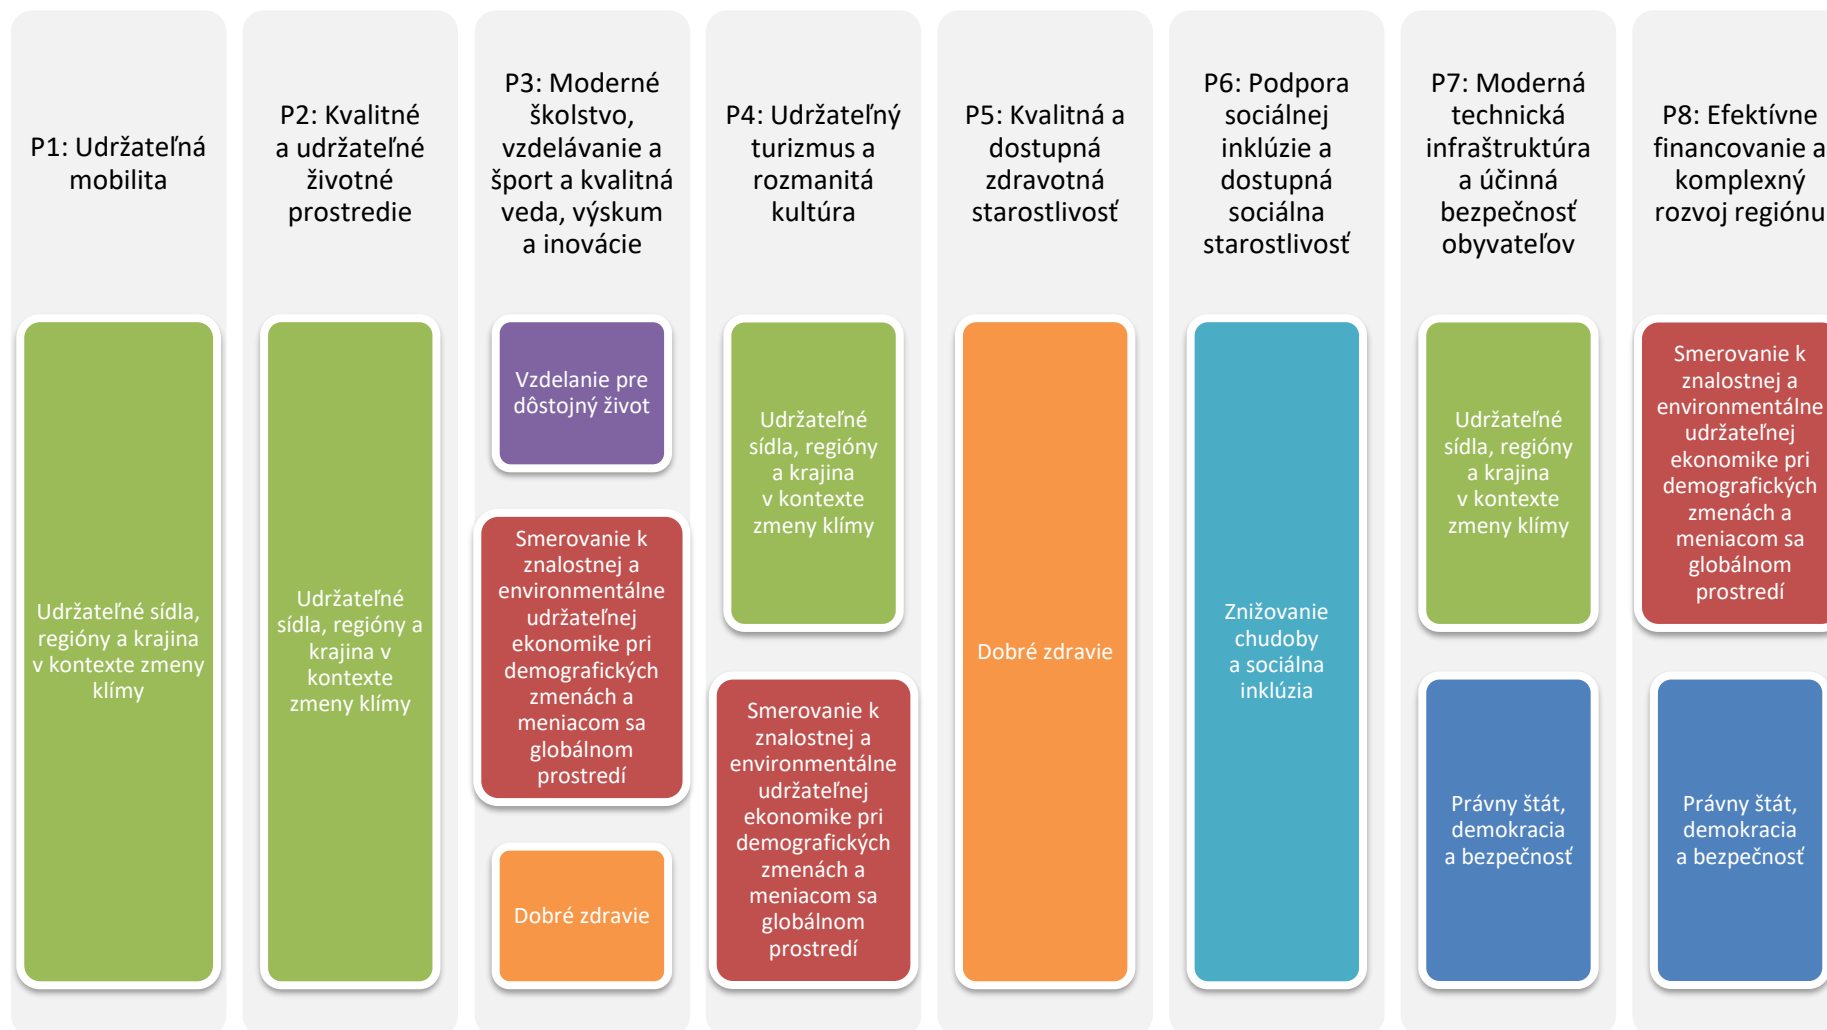 P1: Udržateľná
mobilita
Udržateľné sídla,
regióny a krajina
v kontexte zmeny
klímy
P2: Kvalitné
a udržateľné
životné
prostredie
Udržateľné
sídla, regióny a
krajina v
kontexte
zmeny klímy
P3: Moderné
školstvo,
vzdelávanie a
šport a kvalitná
veda, výskum
a inovácie
Vzdelanie pre
dôstojný život
Smerovanie k
znalostnej a
environmentálne
udržateľnej
ekonomike pri
demografických
zmenách a
meniacom sa
globálnom
prostredí
Dobré zdravie
P4: Udržateľný
turizmus a
rozmanitá
kultúra
Udržateľné
sídla, regióny
a krajina
v kontexte
zmeny klímy
Smerovanie k
znalostnej a
environmentálne
udržateľnej
ekonomike pri
demografických
zmenách a
meniacom sa
globálnom
prostredí
P5: Kvalitná a
dostupná
zdravotná
starostlivosť
Dobré zdravie
P6: Podpora
sociálnej
inklúzie a
dostupná
sociálna
starostlivosť
Znižovanie
chudoby
a sociálna
inklúzia
P7: Moderná
technická
infraštruktúra
a účinná
bezpečnosť
obyvateľov
Udržateľné
sídla, regióny
a krajina
v kontexte
zmeny klímy
Právny štát,
demokracia
a bezpečnosť
P8: Efektívne
financovanie a
komplexný
rozvoj regiónu
Smerovanie k
znalostnej a
environmentálne
udržateľnej
ekonomike pri
demografických
zmenách a
meniacom sa
globálnom
prostredí
Právny štát,
demokracia
a bezpečnosť